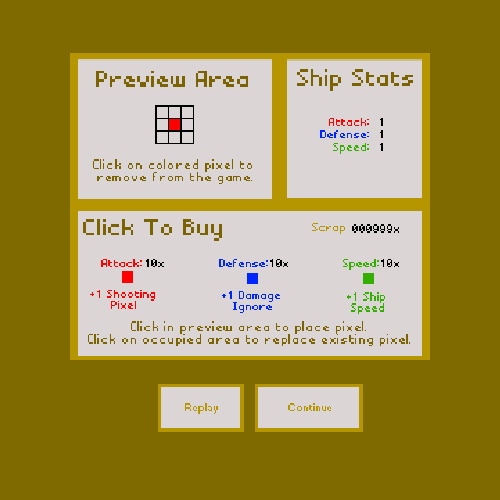 Preview Area
Click on colored pixel to
remove from the game.
Ship Stats
Attack: 1
Defense: 1
Speed: 1
Click To Buy
Scrap 000999x
Attack:10x
+1 Shooting
Pixel
Defense:10x
+1 Damage
Ignore
Speed:10x
+1 Ship
Speed
Click in preview area to place pixel.
Click on occupied area to replace existing pixel.
Replay
Continue